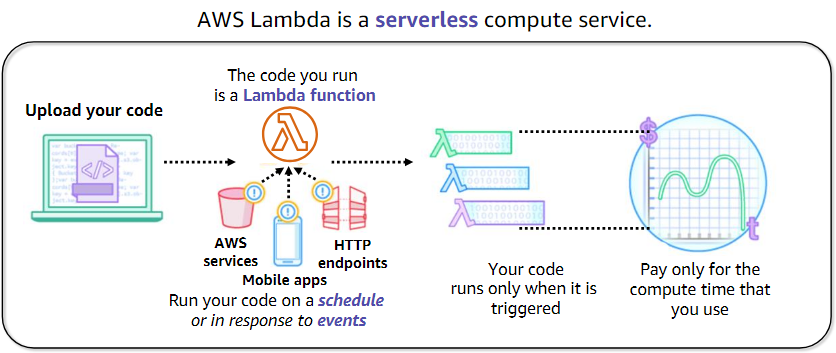 AWS Lambda is a serverless compute service.
Upload your code
The code you run
is a Lambda function
AWS
services
Mobile apps
HTTP
endpoints
Run your code on a schedule
or in response to events
Your code
runs only when it is
triggered
$
t
Pay only for the
compute time that
you use